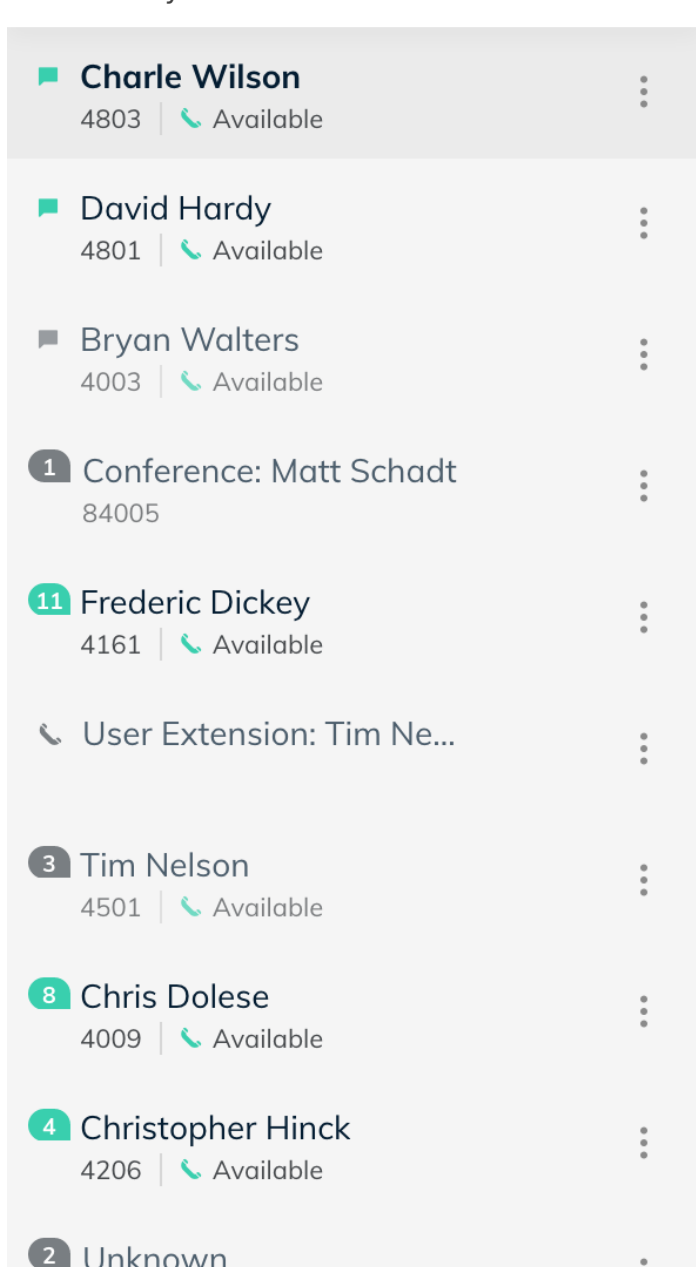 Charle Wilson
4803 Available
David Hardy
4801 Available
Bryan Walters
4003 Available
1 Conference: Matt Schadt
84005
11 Frederic Dickey
4161 Available
User Extension: Tim Ne...
3 Tim Nelson
4501 Available
8 Chris Dolese
4009 Available
4 Christopher Hinck
4206 Available
2 Unknown